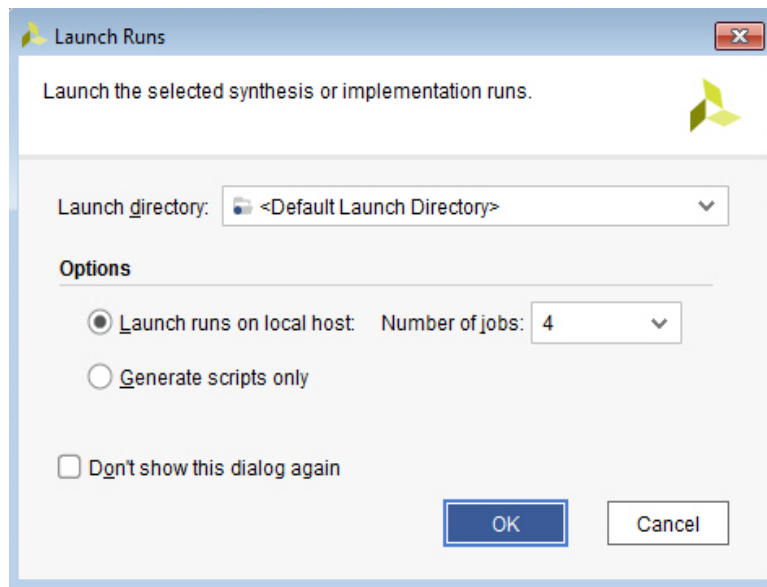 Launch Runs
Launch the selected synthesis or implementation runs.
Launch directory: <Default Launch Directory>
Options
Launch runs on local host: Number of jobs: 4
Generate scripts only
Don't show this dialog again
OK Cancel